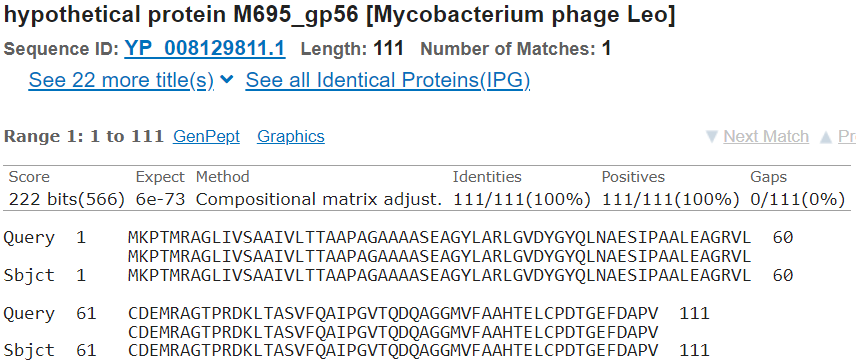 hypothetical protein M695_gp56 [Mycobacterium phage Leo]
Sequence ID: YP_008129811.1 Length: 111 Number of Matches: 1
See 22 more title(s) See all Identical Proteins(IPG)
Range 1: 1 to 111 GenPept Graphics Next Match Pr
Score Expect Method Identities Positives Gaps
222 bits(566) 6e-73 Compositional matrix adjust. 111/111(100%) 111/111(100%) 0/111(0%)
Query 1 MKPTMRAGLIVSAAIVLTTAAPAGAAAASEAGYLARLGVDYGYQLNAESIPAALEAGRVL 60
MKPTMRAGLIVSAAIVLTTAAPAGAAAASEAGYLARLGVDYGYQLNAESIPAALEAGRVL
Sbjct 1 MKPTMRAGLIVSAAIVLTTAAPAGAAAASEAGYLARLGVDYGYQLNAESIPAALEAGRVL 60
Query 61 CDEMRAGTPRDKLTASVFQAIPGVTQDQAGGMVFAAHTELCPDTGEFDAPV 111
CDEMRAGTPRDKLTASVFQAIPGVTQDQAGGMVFAAHTELCPDTGEFDAPV
Sbjct 61 CDEMRAGTPRDKLTASVFQAIPGVTQDQAGGMVFAAHTELCPDTGEFDAPV 111